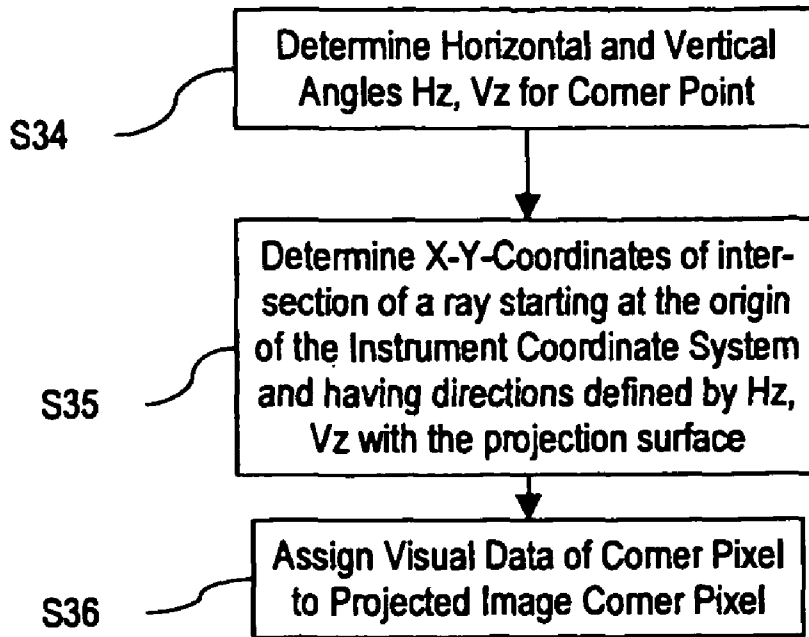 Determine Horizontal and Vertical
Angles Hz, Vz for Corner Point
S34
Determine X-Y-Coordinates of inter-
section of a ray starting at the origin
of the Instrument Coordinate System
and having directions defined by Hz,
Vz with the projection surface
S35
Assign Visual Data of Corner Pixel
to Projected Image Corner Pixel
S36